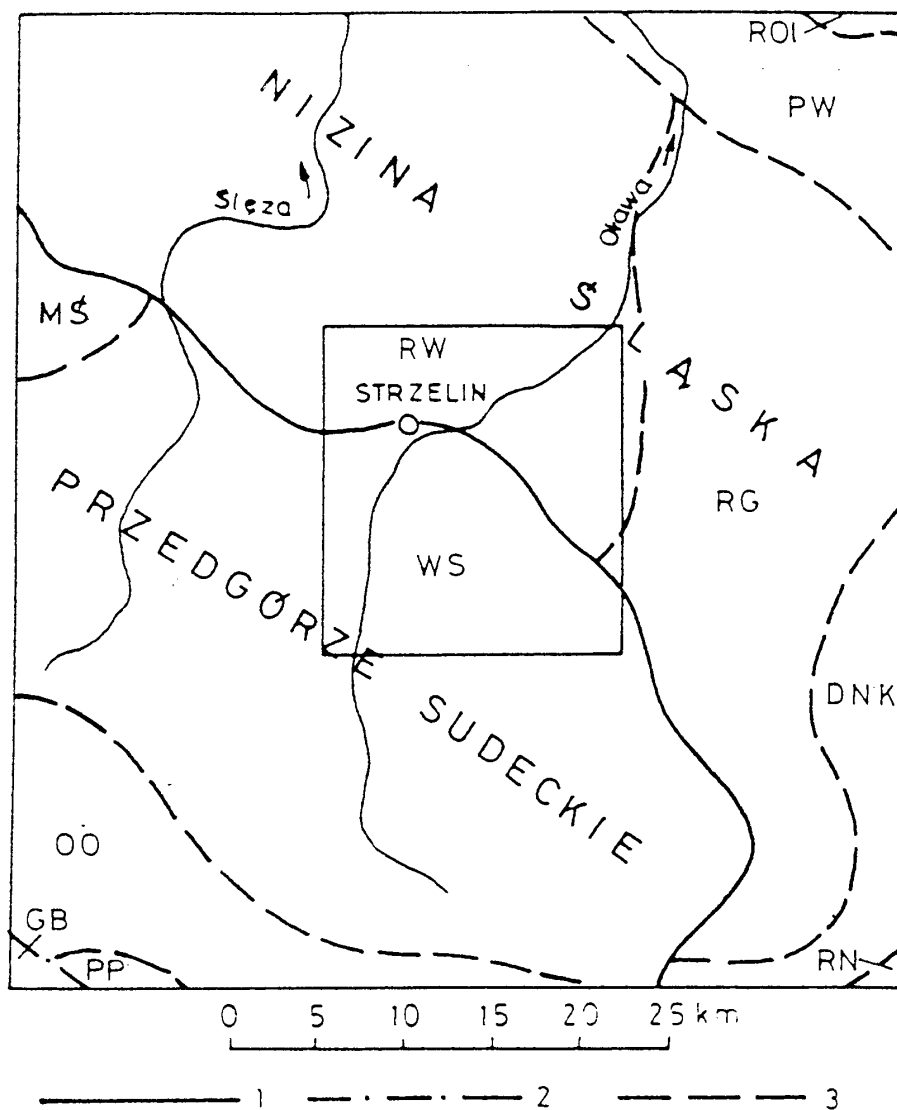 ROI
PW
NIZINA
Ślęza
Oława
MŚ
RW
STRZELIN
ŚLĄSKA
RG
PRZEDGÓRZE
WS
DNK
SUDECKIE
OO
GB
PP
RN
0 5 10 15 20 25 km
1 2 3